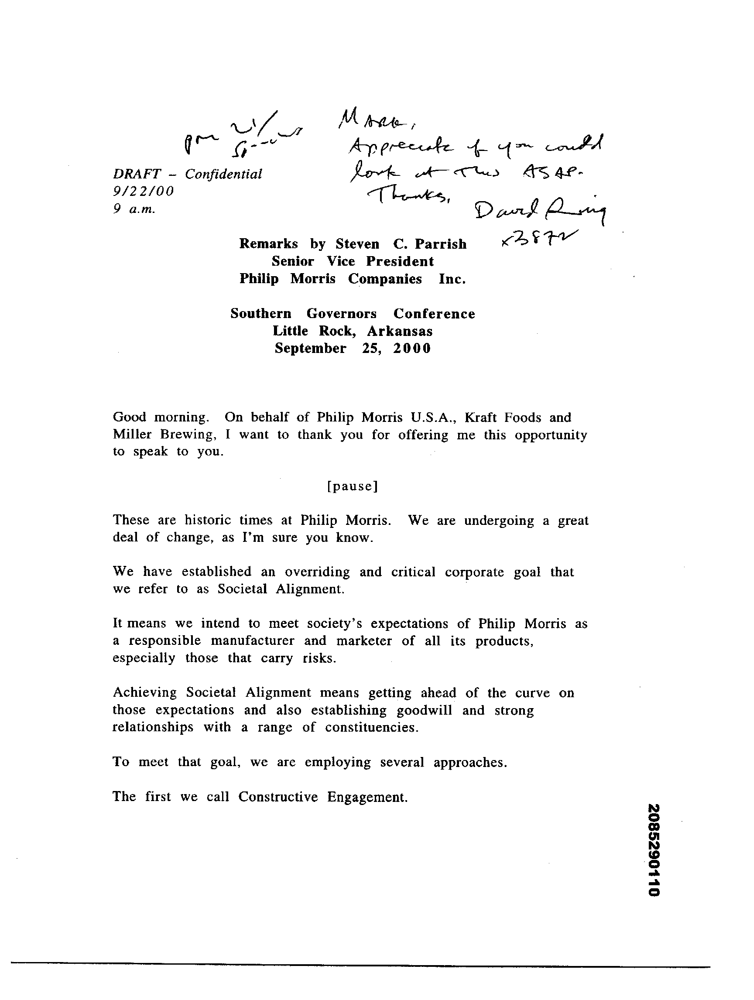 Mark,
Appreciate if you could
look at this ASAP.
Thanks,
David
x3872
DRAFT – Confidential
9/22/00
9 a.m.
Remarks by Steven C. Parrish
Senior Vice President
Philip Morris Companies Inc.
Southern Governors Conference
Little Rock, Arkansas
September 25, 2000
Good morning. On behalf of Philip Morris U.S.A., Kraft Foods and
Miller Brewing, I want to thank you for offering me this opportunity
to speak to you.
[pause]
These are historic times at Philip Morris. We are undergoing a great
deal of change, as I'm sure you know.
We have established an overriding and critical corporate goal that
we refer to as Societal Alignment.
It means we intend to meet society's expectations of Philip Morris as
a responsible manufacturer and marketer of all its products,
especially those that carry risks.
Achieving Societal Alignment means getting ahead of the curve on
those expectations and also establishing goodwill and strong
relationships with a range of constituencies.
To meet that goal, we are employing several approaches.
The first we call Constructive Engagement.
2085290110